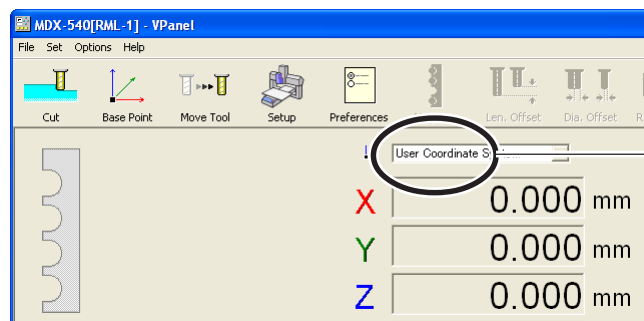 MDX-540[RML-1] - VPanel
File Set Options Help
Cut Base Point Move Tool Setup Preferences Len. Offset Dia. Offset R
User Coordinate S
X 0.000 mm
Y 0.000 mm
Z 0.000 mm